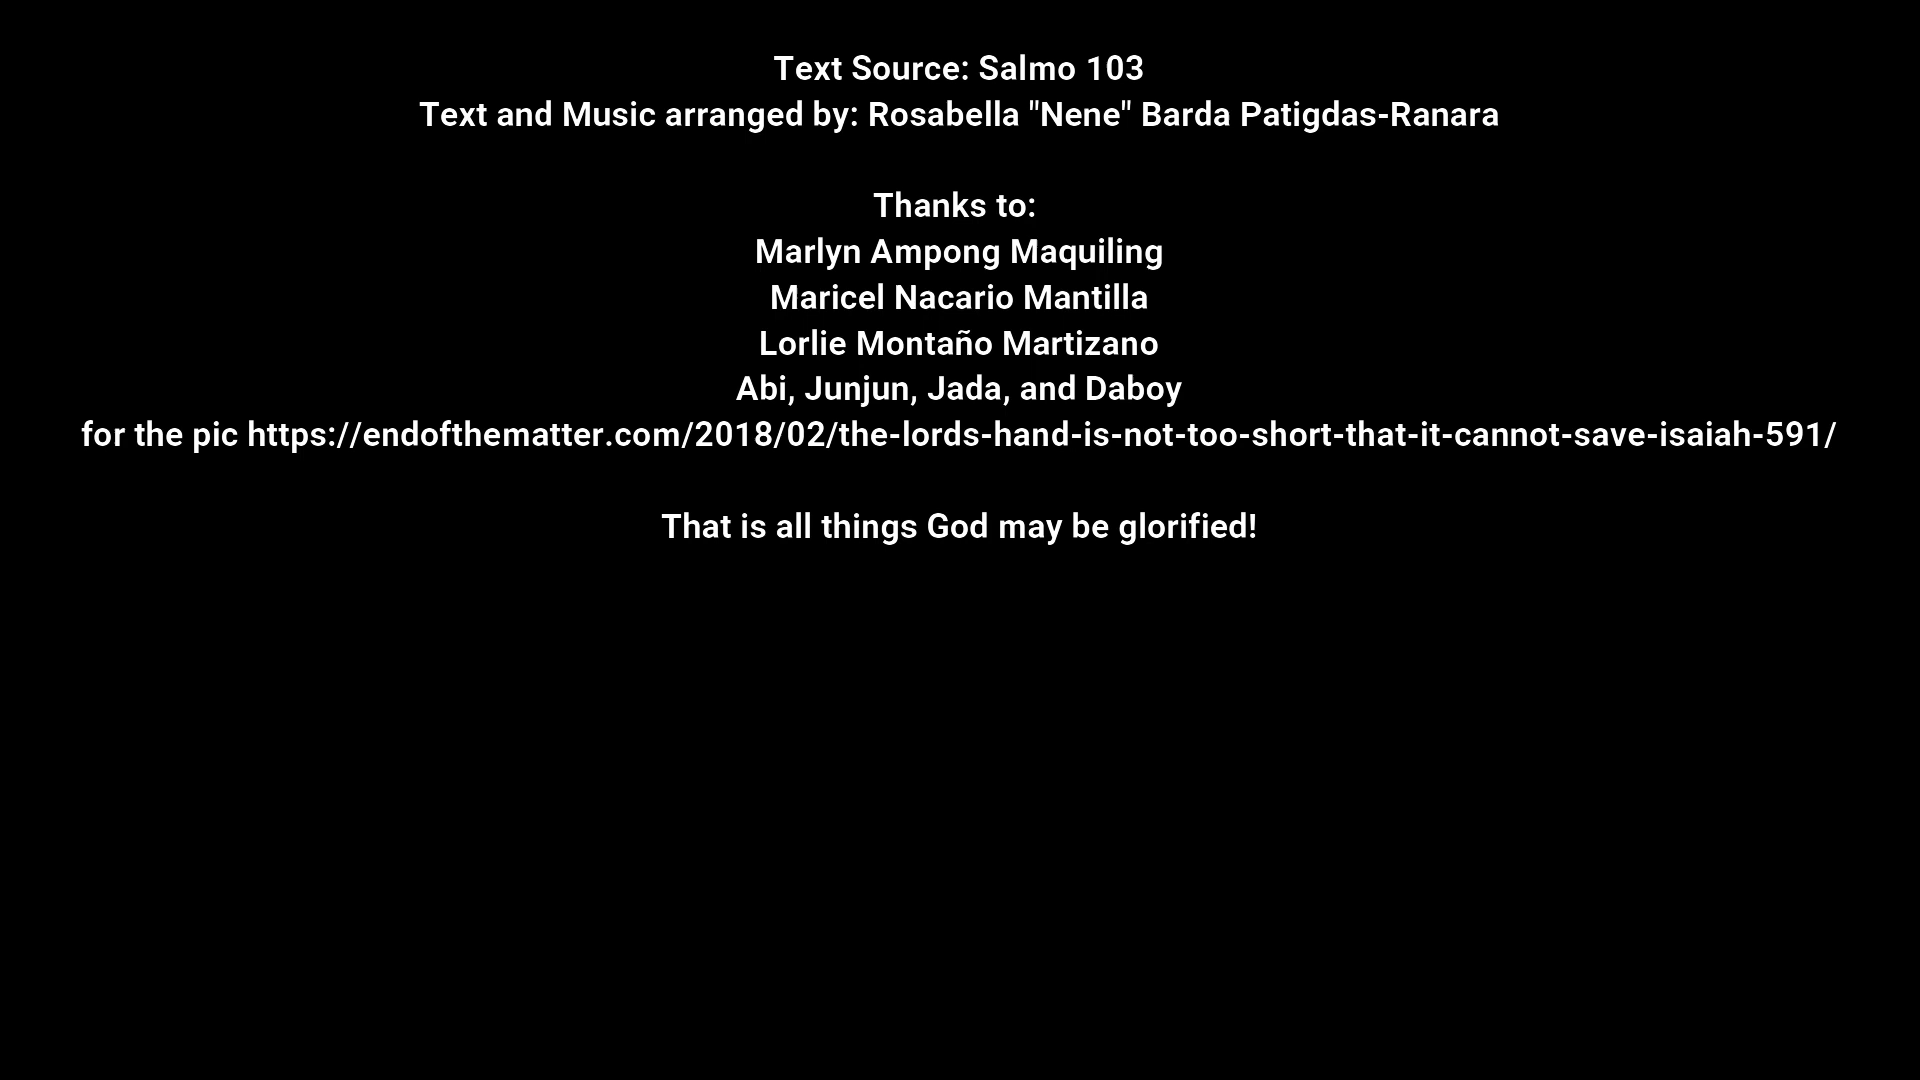 Text Source: Salmo 103
Text and Music arranged by: Rosabella "Nene" Barda Patigdas-Ranara
Thanks to:
Marlyn Ampong Maquiling
Maricel Nacario Mantilla
Lorlie Montaño Martizano
Abi, Junjun, Jada, and Daboy
for the pic https://endofthematter.com/2018/02/the-lords-hand-is-not-too-short-that-it-cannot-save-isaiah-591/
That is all things God may be glorified!